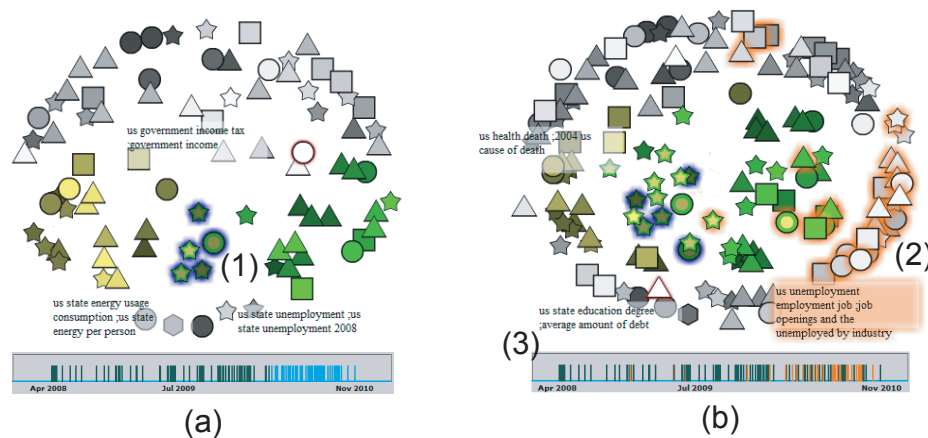 us government income tax
;government income
(1)
us state energy usage
consumption ;us state
energy per person
us state unemployment ;us
state unemployment 2008
Apr 2008
Jul 2009
Nov 2010
(a)
us health death ;2004 us
cause of death
(2)
us unemployment
employment job ;job
openings and the
unemployed by industry
us state education degree
;average amount of debt
(3)
Apr 2008
Jul 2009
Nov 2010
(b)